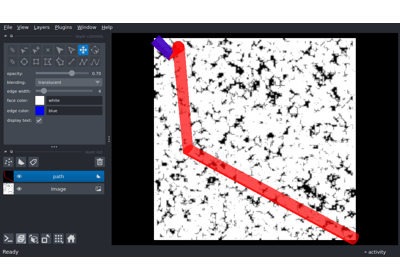 File View Layers Plugins Window Help
opacity: 0.70
blending: translucent
edge width:
face color: white
edge color: blue
display text:
path
Image
Ready
activity